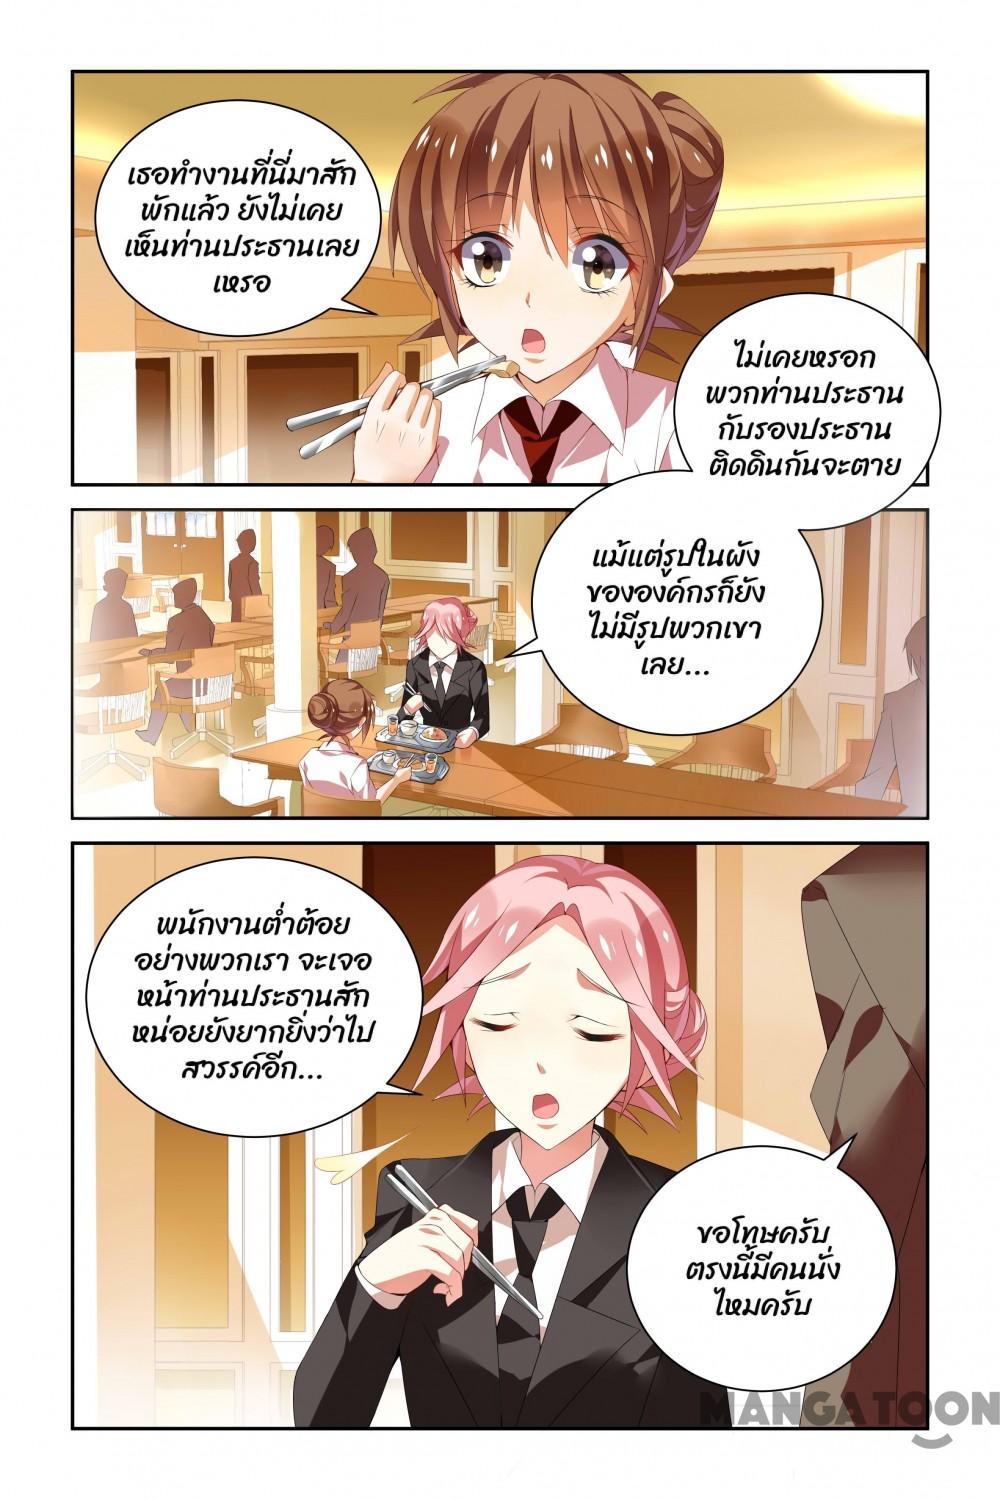 เธอทำงานที่นี่มาสัก
พักแล้ว ยังไม่เคย
เห็นท่านประธานเลย
เหรอ
ไม่เคยหรอก
พวกท่านประธาน
กับรองประธาน
ติดดินกันจะตาย
แม้แต่รูปในผัง
ขององค์กรก็ยัง
ไม่มีรูปพวกเขา
เลย...
พนักงานต่ำต้อย
อย่างพวกเรา จะเจอ
หน้าท่านประธานสัก
หน่อยยังยากยิ่งว่าไป
สวรรค์อีก...
ขอโทษครับ
ตรงนี้มีคนนั่ง
ไหมครับ
MANGATOON